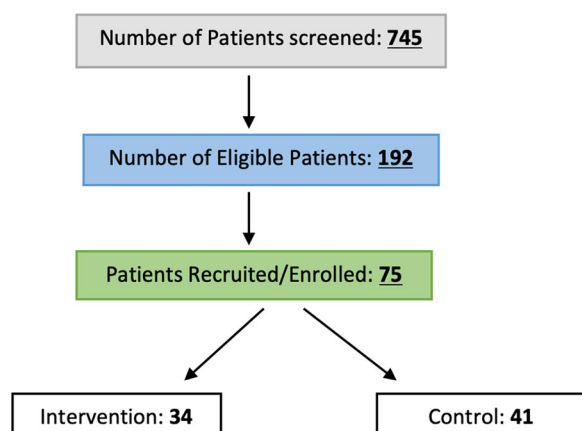 Number of Patients screened: 745
Number of Eligible Patients: 192
Patients Recruited/Enrolled: 75
Intervention: 34
Control: 41